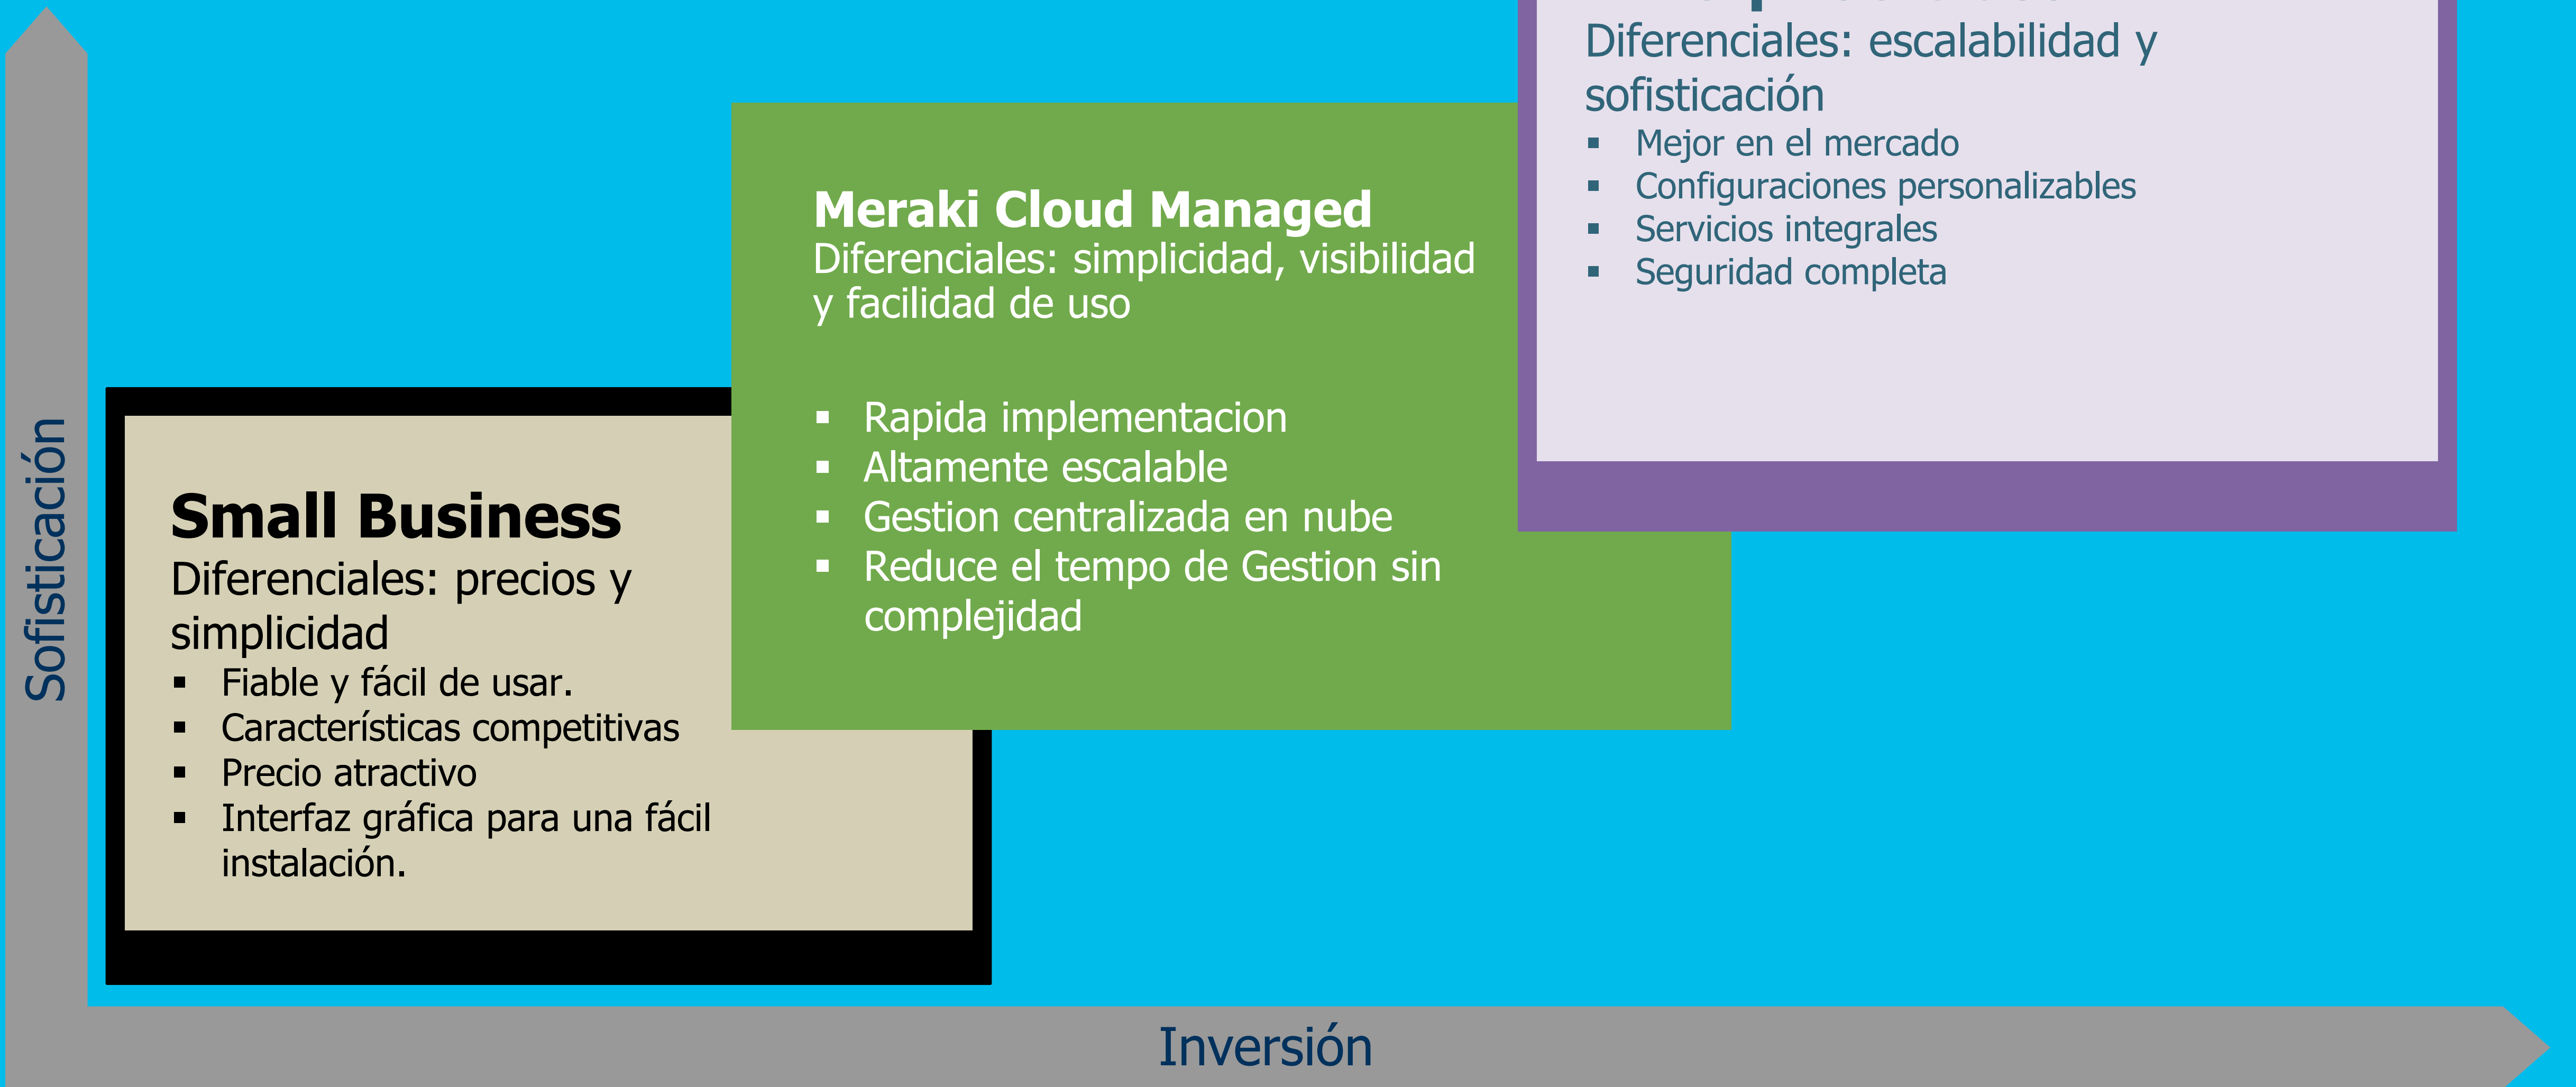 Sofisticación
Small Business
Diferenciales: precios y
simplicidad
▪ Fiable y fácil de usar.
▪ Características competitivas
▪ Precio atractivo
▪ Interfaz gráfica para una fácil
instalación.
Meraki Cloud Managed
Diferenciales: simplicidad, visibilidad
y facilidad de uso
▪ Rapida implementacion
▪ Altamente escalable
▪ Gestion centralizada en nube
▪ Reduce el tempo de Gestion sin
complejidad
Diferenciales: escalabilidad y
sofisticación
▪ Mejor en el mercado
▪ Configuraciones personalizables
▪ Servicios integrales
▪ Seguridad completa
Inversión